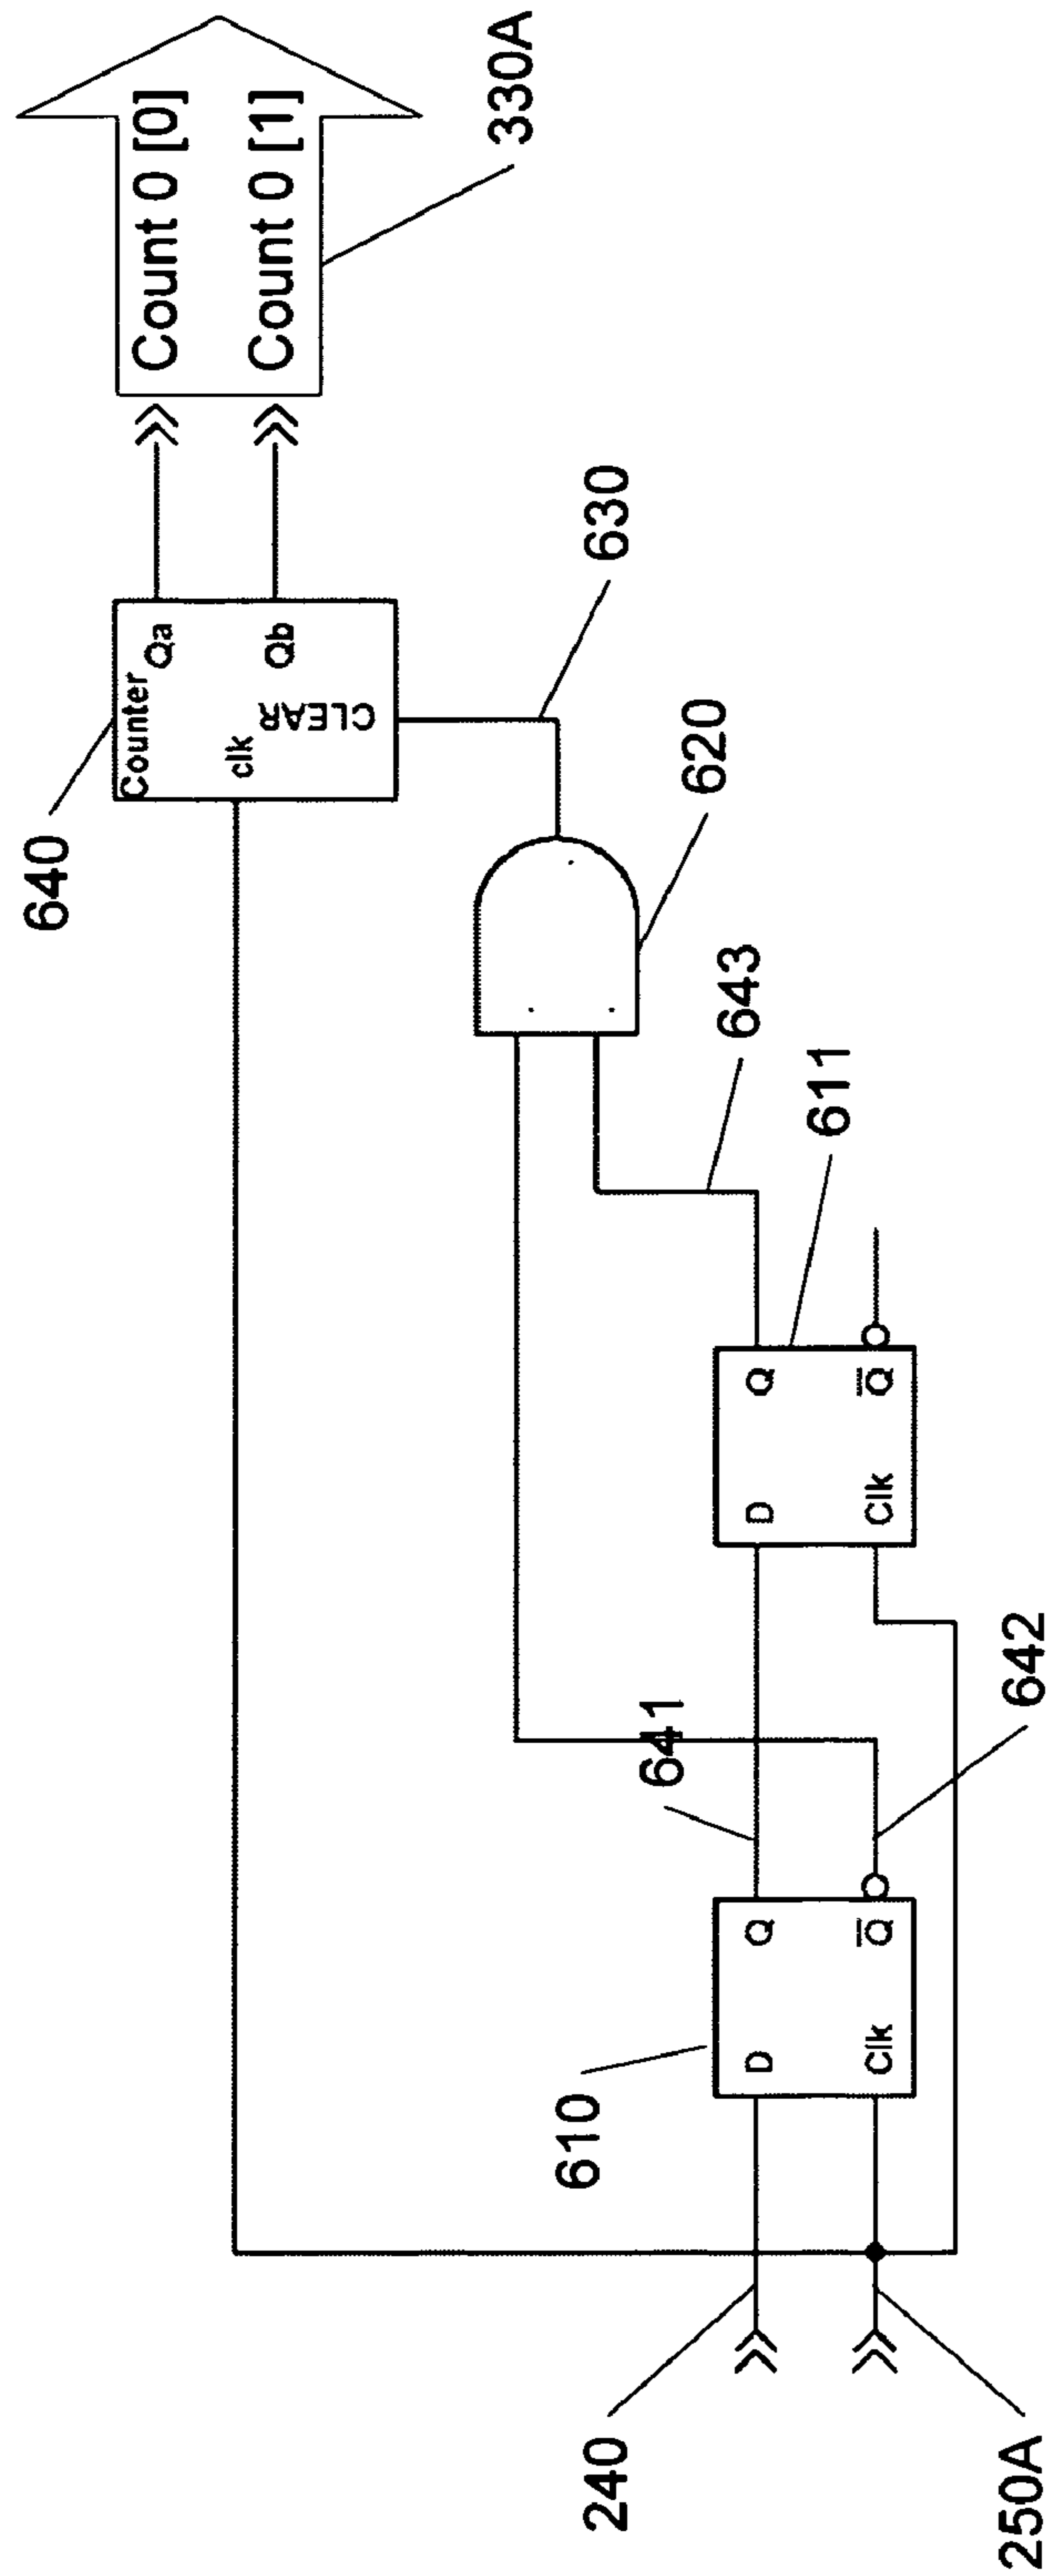 Count 0 [0]
Count 0 [1]
330A
640
Counter
Qa
clk
Qb
CLEAR
630
620
643
611
D
Q
Clk
Q̅
641
642
610
D
Q
Clk
Q̅
240
250A